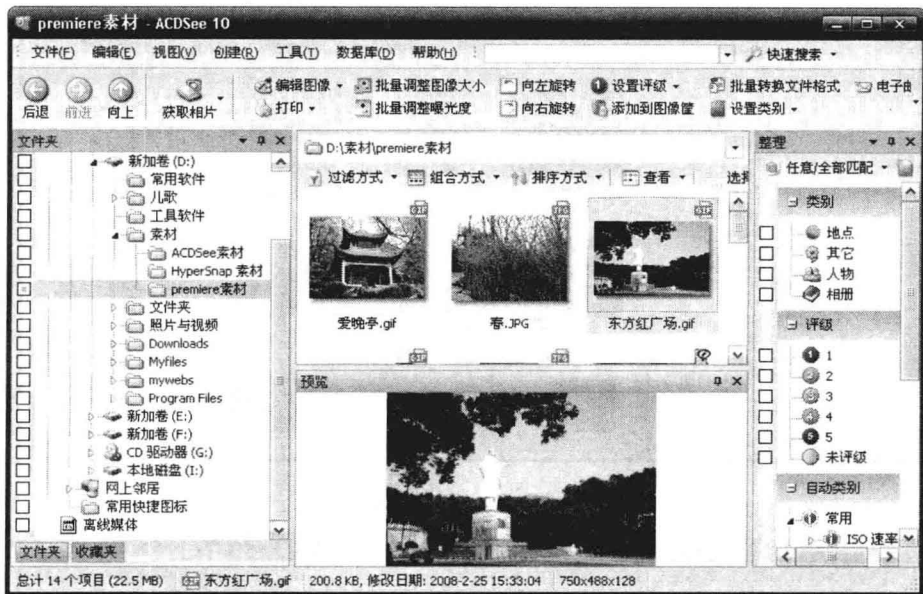 premiere素材 - ACDSee 10
文件(F) 编辑(E) 视图(V) 创建(R) 工具(T) 数据库(D) 帮助(H) 快速搜索
后退 前进 向上 获取相片
编辑图像 批量调整图像大小 向左旋转 设置评级 批量转换文件格式 电子由
打印 批量调整曝光度 向右旋转 添加到图像筐 设置类别
文件夹
新加卷 (D:)
常用软件
儿歌
工具软件
素材
ACDSee素材
HyperSnap 素材
premiere素材
文件夹
照片与视频
Downloads
Myfiles
mywebs
Program Files
新加卷 (E:)
新加卷 (F:)
CD 驱动器 (G:)
本地磁盘 (I:)
网上邻居
常用快捷图标
离线媒体
文件夹 收藏夹
D:\素材\premiere素材
过滤方式 组合方式 排序方式 查看 选择
GIF JPG GIF
爱晚亭.gif 春.JPG 东方红广场.gif
GIF JPG
预览
整理
任意/全部匹配
类别
地点
其它
人物
相册
评级
1
2
3
4
5
未评级
自动类别
常用
ISO 速率
总计 14 个项目 (22.5 MB) GIF 东方红广场.gif 200.8 KB, 修改日期: 2008-2-25 15:33:04 750x488x128